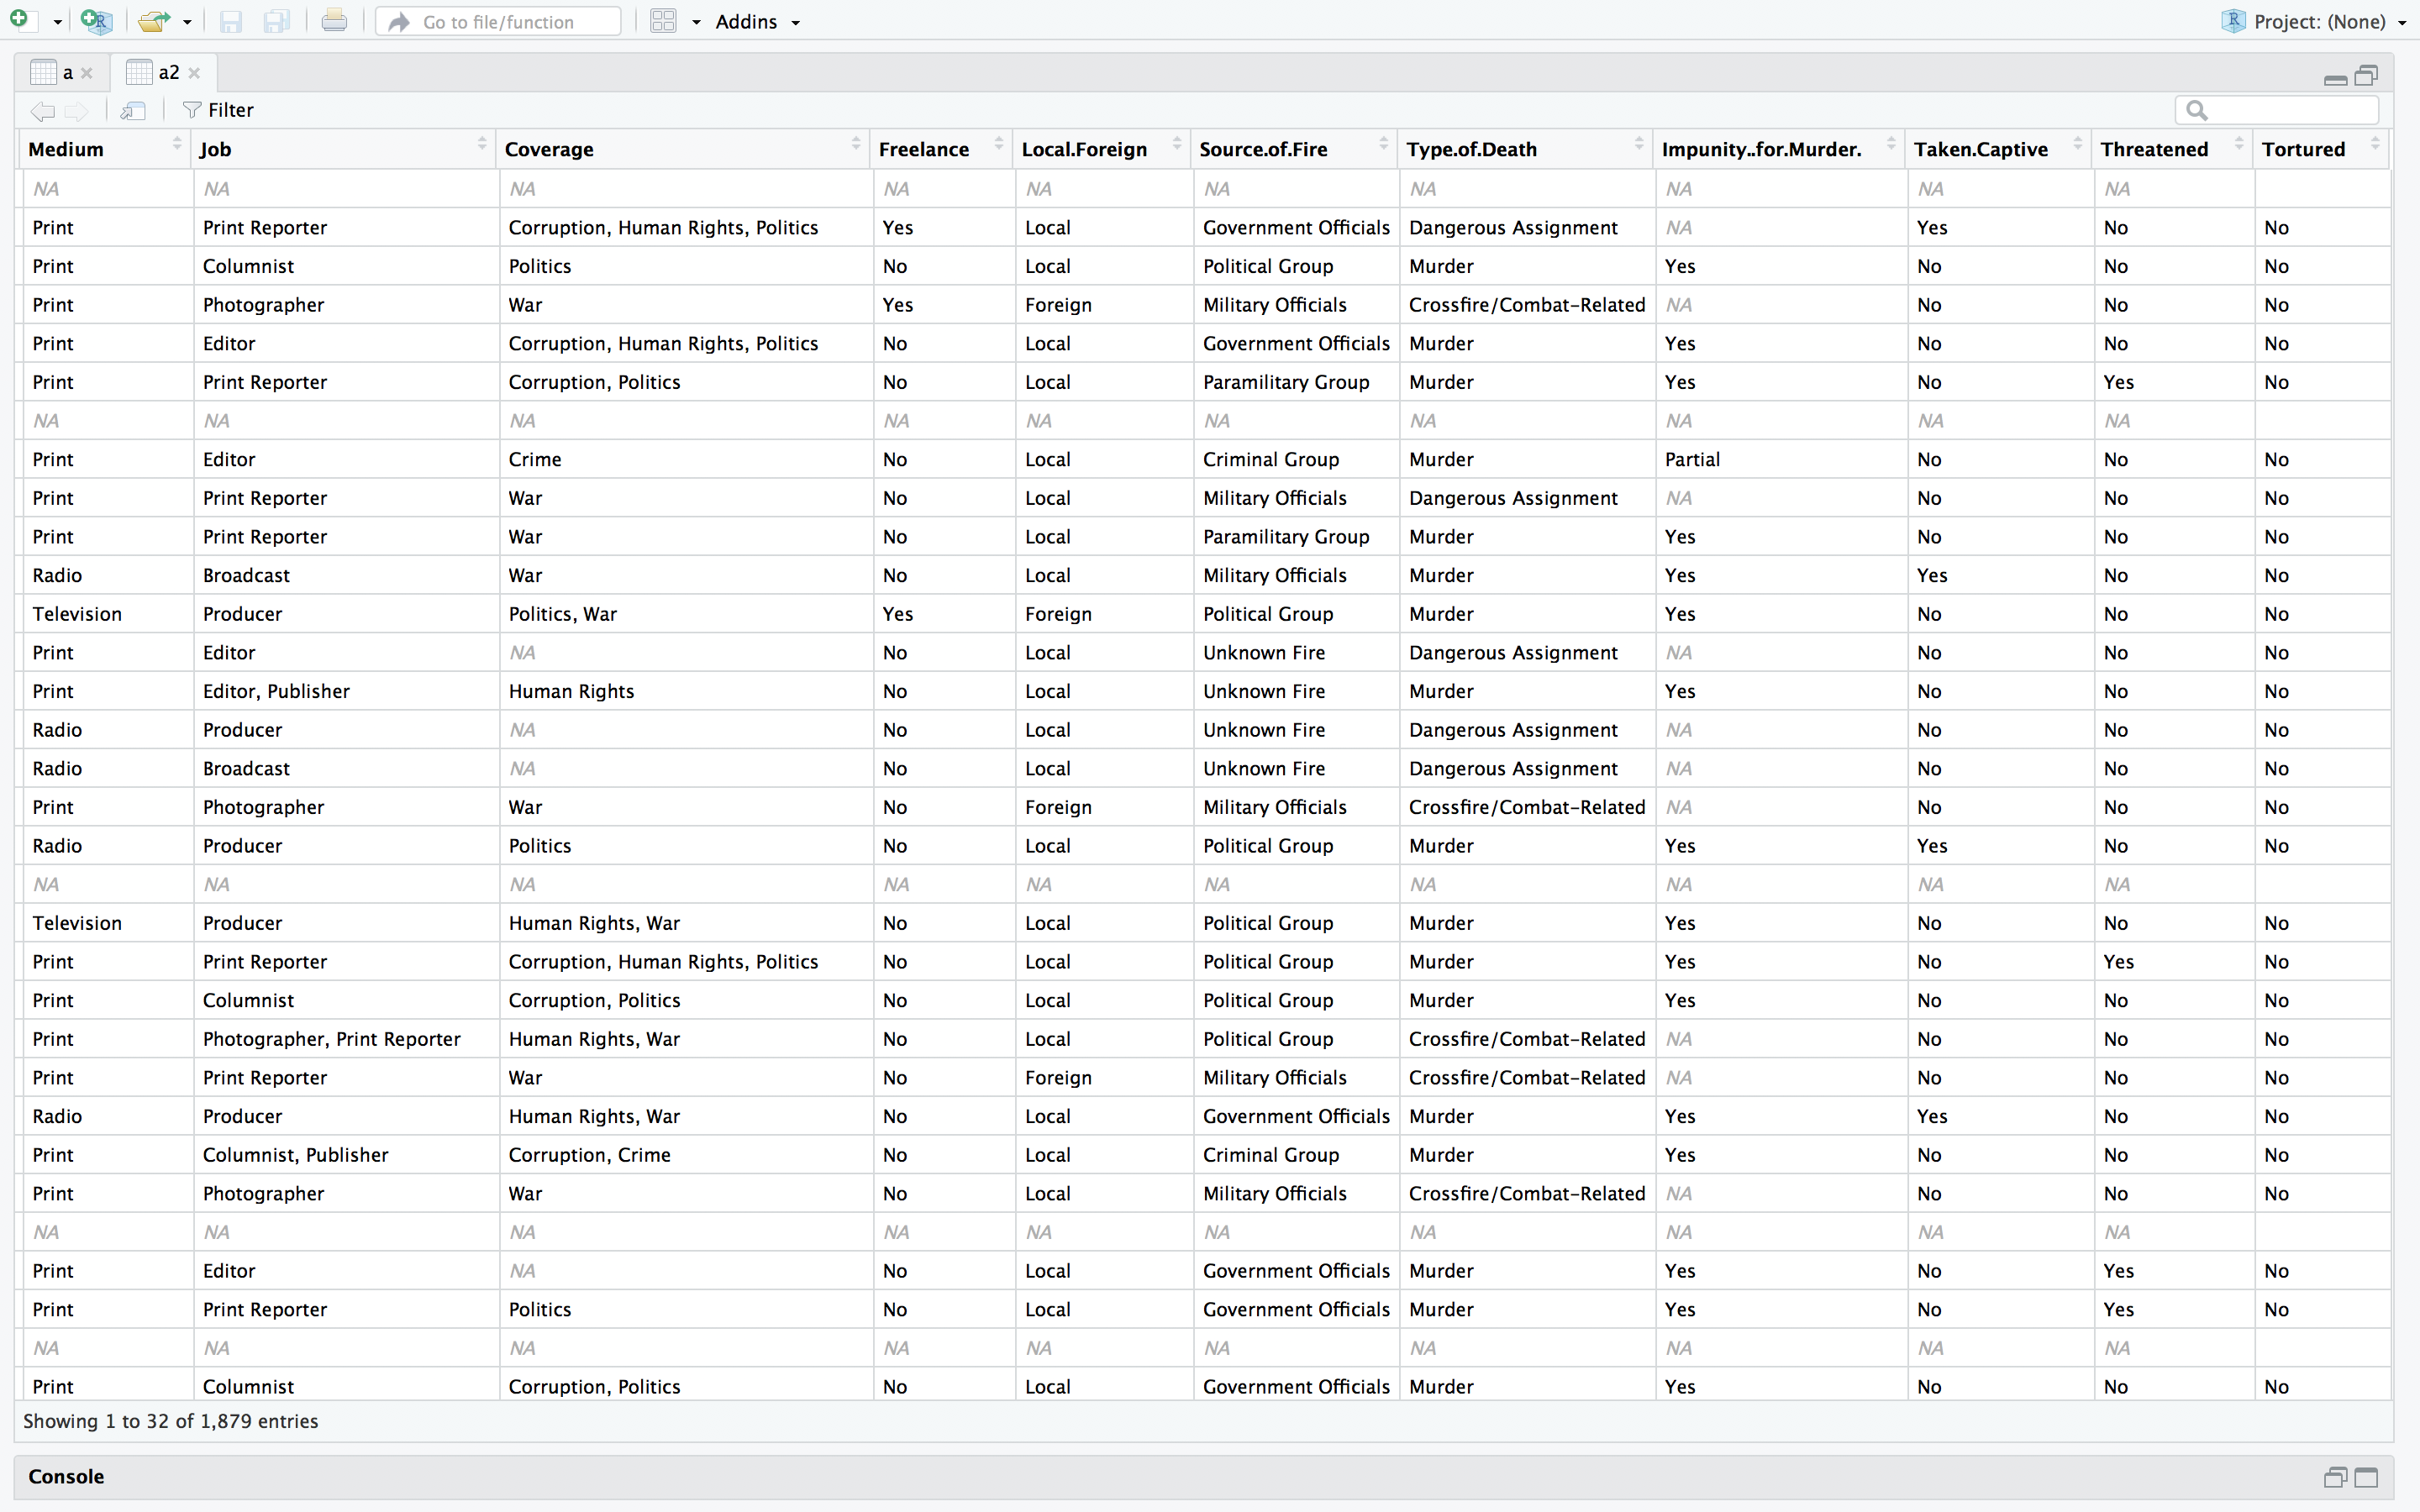 Go to file/function Addins Project: (None)
a a2
Filter
Medium Job Coverage Freelance Local.Foreign Source.of.Fire Type.of.Death Impunity..for.Murder. Taken.Captive Threatened Tortured
NA NA NA NA NA NA NA NA NA NA
Print Print Reporter Corruption, Human Rights, Politics Yes Local Government Officials Dangerous Assignment NA Yes No No
Print Columnist Politics No Local Political Group Murder Yes No No No
Print Photographer War Yes Foreign Military Officials Crossfire/Combat-Related NA No No No
Print Editor Corruption, Human Rights, Politics No Local Government Officials Murder Yes No No No
Print Print Reporter Corruption, Politics No Local Paramilitary Group Murder Yes No Yes No
NA NA NA NA NA NA NA NA NA NA
Print Editor Crime No Local Criminal Group Murder Partial No No No
Print Print Reporter War No Local Military Officials Dangerous Assignment NA No No No
Print Print Reporter War No Local Paramilitary Group Murder Yes No No No
Radio Broadcast War No Local Military Officials Murder Yes Yes No No
Television Producer Politics, War Yes Foreign Political Group Murder Yes No No No
Print Editor NA No Local Unknown Fire Dangerous Assignment NA No No No
Print Editor, Publisher Human Rights No Local Unknown Fire Murder Yes No No No
Radio Producer NA No Local Unknown Fire Dangerous Assignment NA No No No
Radio Broadcast NA No Local Unknown Fire Dangerous Assignment NA No No No
Print Photographer War No Foreign Military Officials Crossfire/Combat-Related NA No No No
Radio Producer Politics No Local Political Group Murder Yes Yes No No
NA NA NA NA NA NA NA NA NA NA
Television Producer Human Rights, War No Local Political Group Murder Yes No No No
Print Print Reporter Corruption, Human Rights, Politics No Local Political Group Murder Yes No Yes No
Print Columnist Corruption, Politics No Local Political Group Murder Yes No No No
Print Photographer, Print Reporter Human Rights, War No Local Political Group Crossfire/Combat-Related NA No No No
Print Print Reporter War No Foreign Military Officials Crossfire/Combat-Related NA No No No
Radio Producer Human Rights, War No Local Government Officials Murder Yes Yes No No
Print Columnist, Publisher Corruption, Crime No Local Criminal Group Murder Yes No No No
Print Photographer War No Local Military Officials Crossfire/Combat-Related NA No No No
NA NA NA NA NA NA NA NA NA NA
Print Editor NA No Local Government Officials Murder Yes No Yes No
Print Print Reporter Politics No Local Government Officials Murder Yes No Yes No
NA NA NA NA NA NA NA NA NA NA
Print Columnist Corruption, Politics No Local Government Officials Murder Yes No No No
Showing 1 to 32 of 1,879 entries
Console